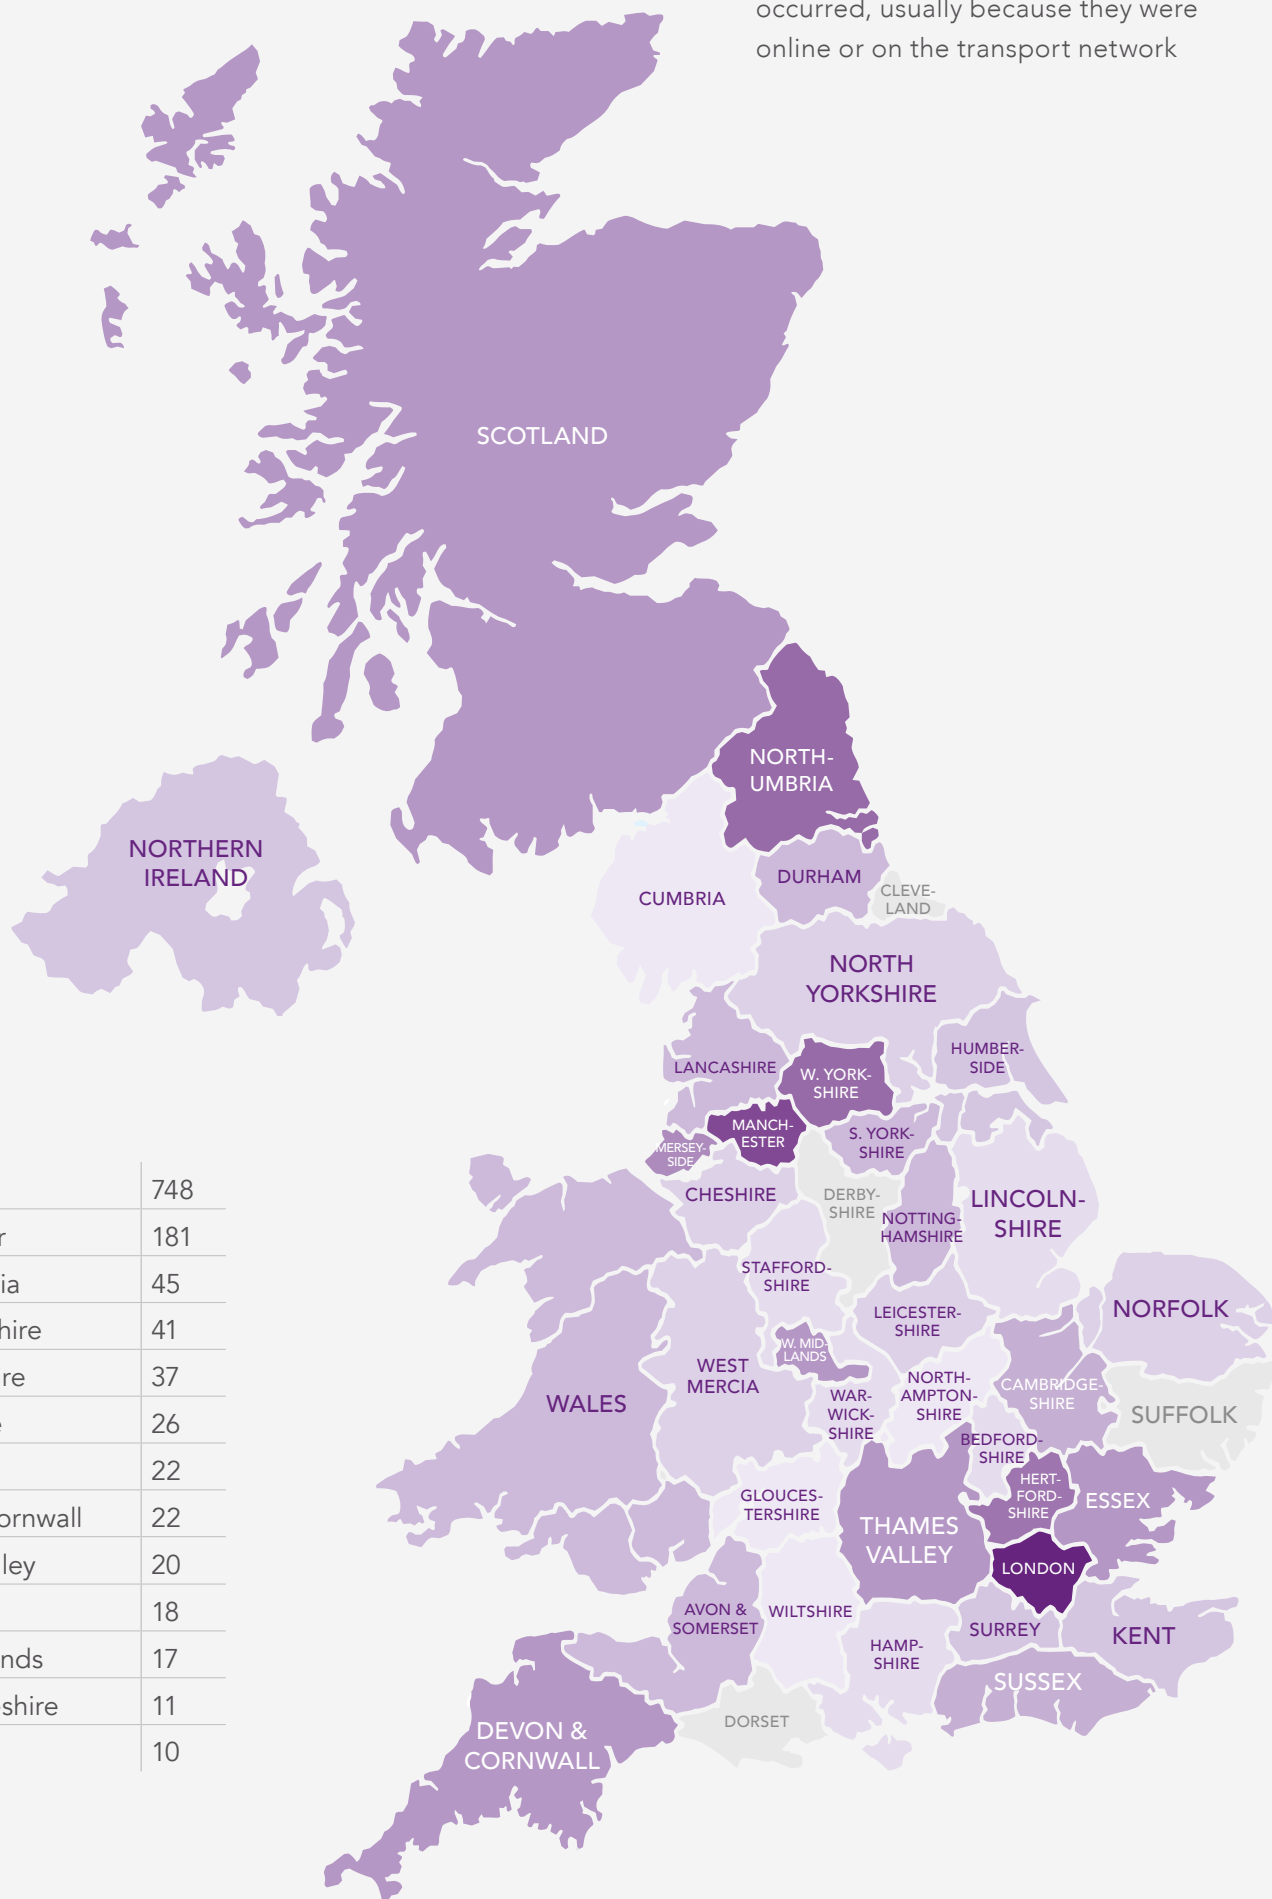 occurred, usually because they were
online or on the transport network
SCOTLAND
NORTH-
UMBRIA
NORTHERN
IRELAND
DURHAM
CUMBRIA
CLEVE-
LAND
NORTH
YORKSHIRE
HUMBER-
SIDE
LANCASHIRE
W. YORK-
SHIRE
MANCH-
ESTER
S. YORK-
SHIRE
MERSEY-
SIDE
CHESHIRE
DERBY-
SHIRE
NOTTING-
HAMSHIRE
LINCOLN-
SHIRE
STAFFORD-
SHIRE
LEICESTER-
SHIRE
NORFOLK
W. MID-
LANDS
WEST
MERCIA
WALES
WAR-
WICK-
SHIRE
NORTH-
AMPTON-
SHIRE
CAMBRIDGE-
SHIRE
SUFFOLK
BEDFORD-
SHIRE
HERT-
FORD-
SHIRE
ESSEX
GLOUCES-
TERSHIRE
THAMES
VALLEY
LONDON
AVON &
SOMERSET
WILTSHIRE
HAMP-
SHIRE
SURREY
KENT
SUSSEX
DORSET
DEVON &
CORNWALL
748
r 181
ia 45
hire 41
re 37
e 26
22
ornwall 22
ley 20
18
nds 17
shire 11
10